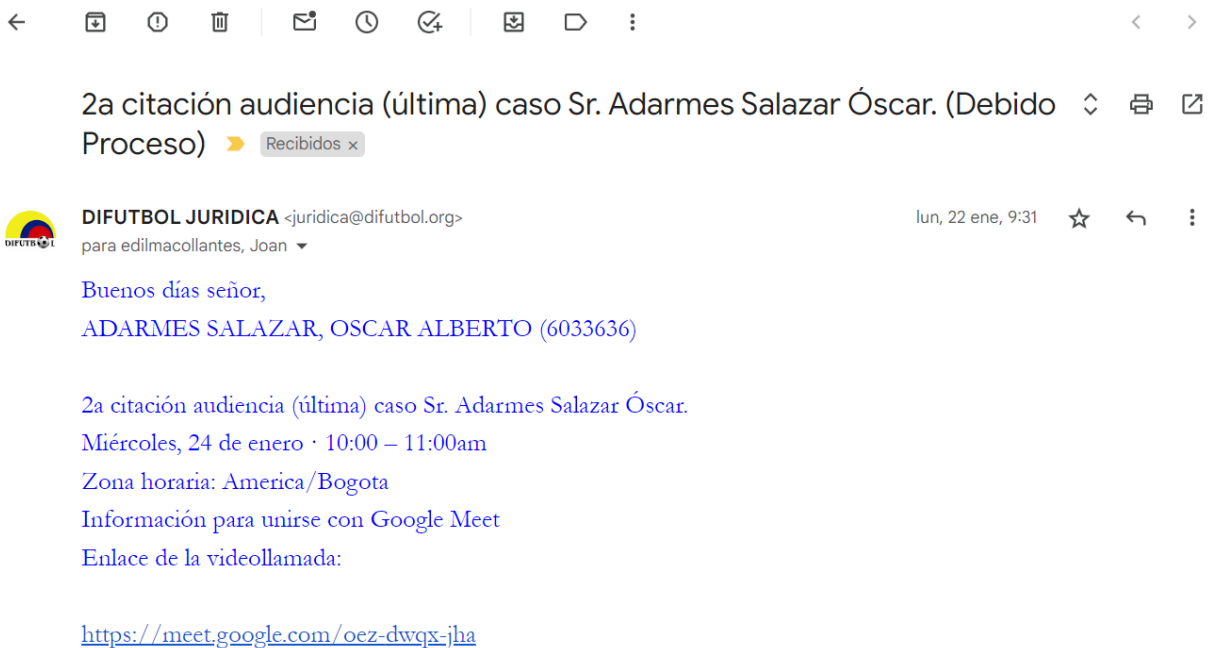 2a citación audiencia (última) caso Sr. Adarmes Salazar Óscar. (Debido
Proceso) Recibidos ×
DIFUTBOL JURIDICA <juridica@difutbol.org>
lun, 22 ene, 9:31
DIFUTBOL
para edilmacollantes, Joan
Buenos días señor,
ADARMES SALAZAR, OSCAR ALBERTO (6033636)
2a citación audiencia (última) caso Sr. Adarmes Salazar Óscar.
Miércoles, 24 de enero · 10:00 – 11:00am
Zona horaria: America/Bogota
Información para unirse con Google Meet
Enlace de la videollamada:
https://meet.google.com/oez-dwqx-jha